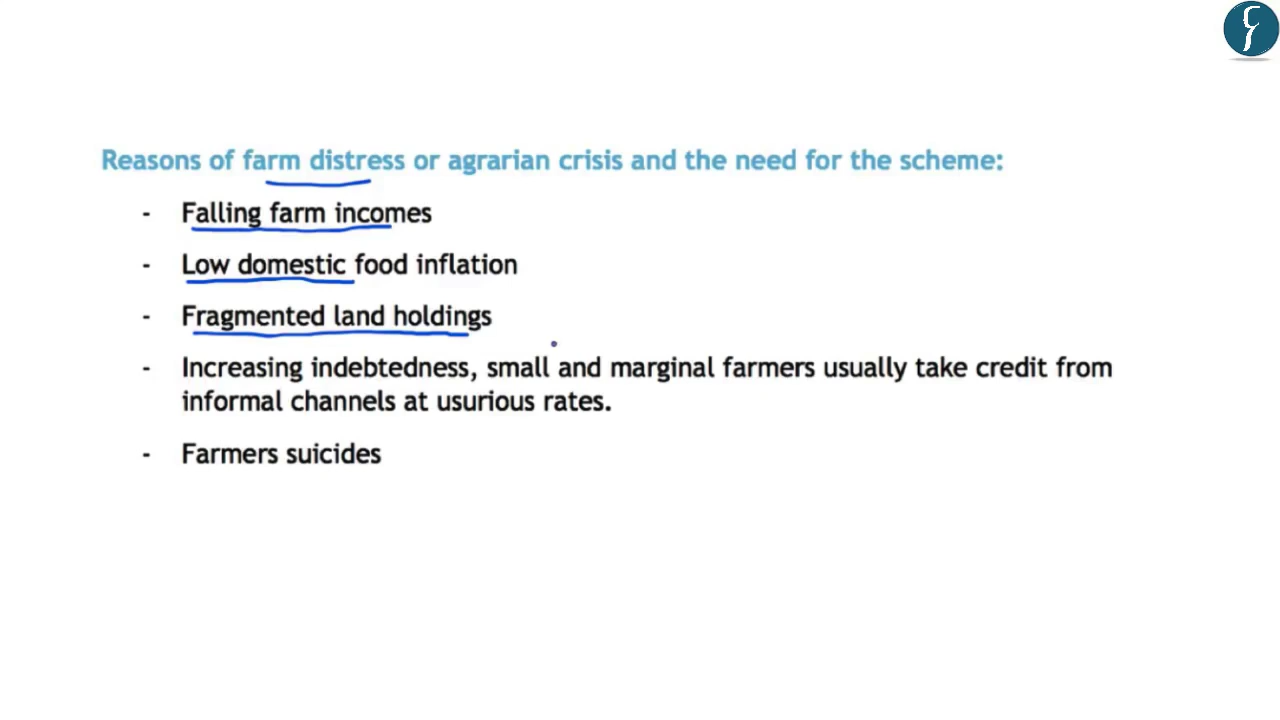 Reasons of farm distress or agrarian crisis and the need for the scheme:
- Falling farm incomes
- Low domestic food inflation
- Fragmented land holdings
- Increasing indebtedness, small and marginal farmers usually take credit from
informal channels at usurious rates.
- Farmers suicides